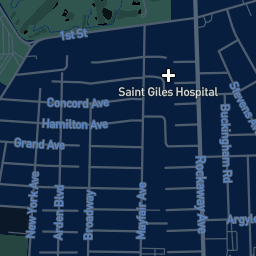 1st St
Saint Giles Hospital
Stevens Ave
Concord Ave
Buckingham Rd
Hamilton Ave
Grand Ave
Rockaway Ave
New York Ave
Arden Blvd
Broadway
Mayfair Ave
Argyle